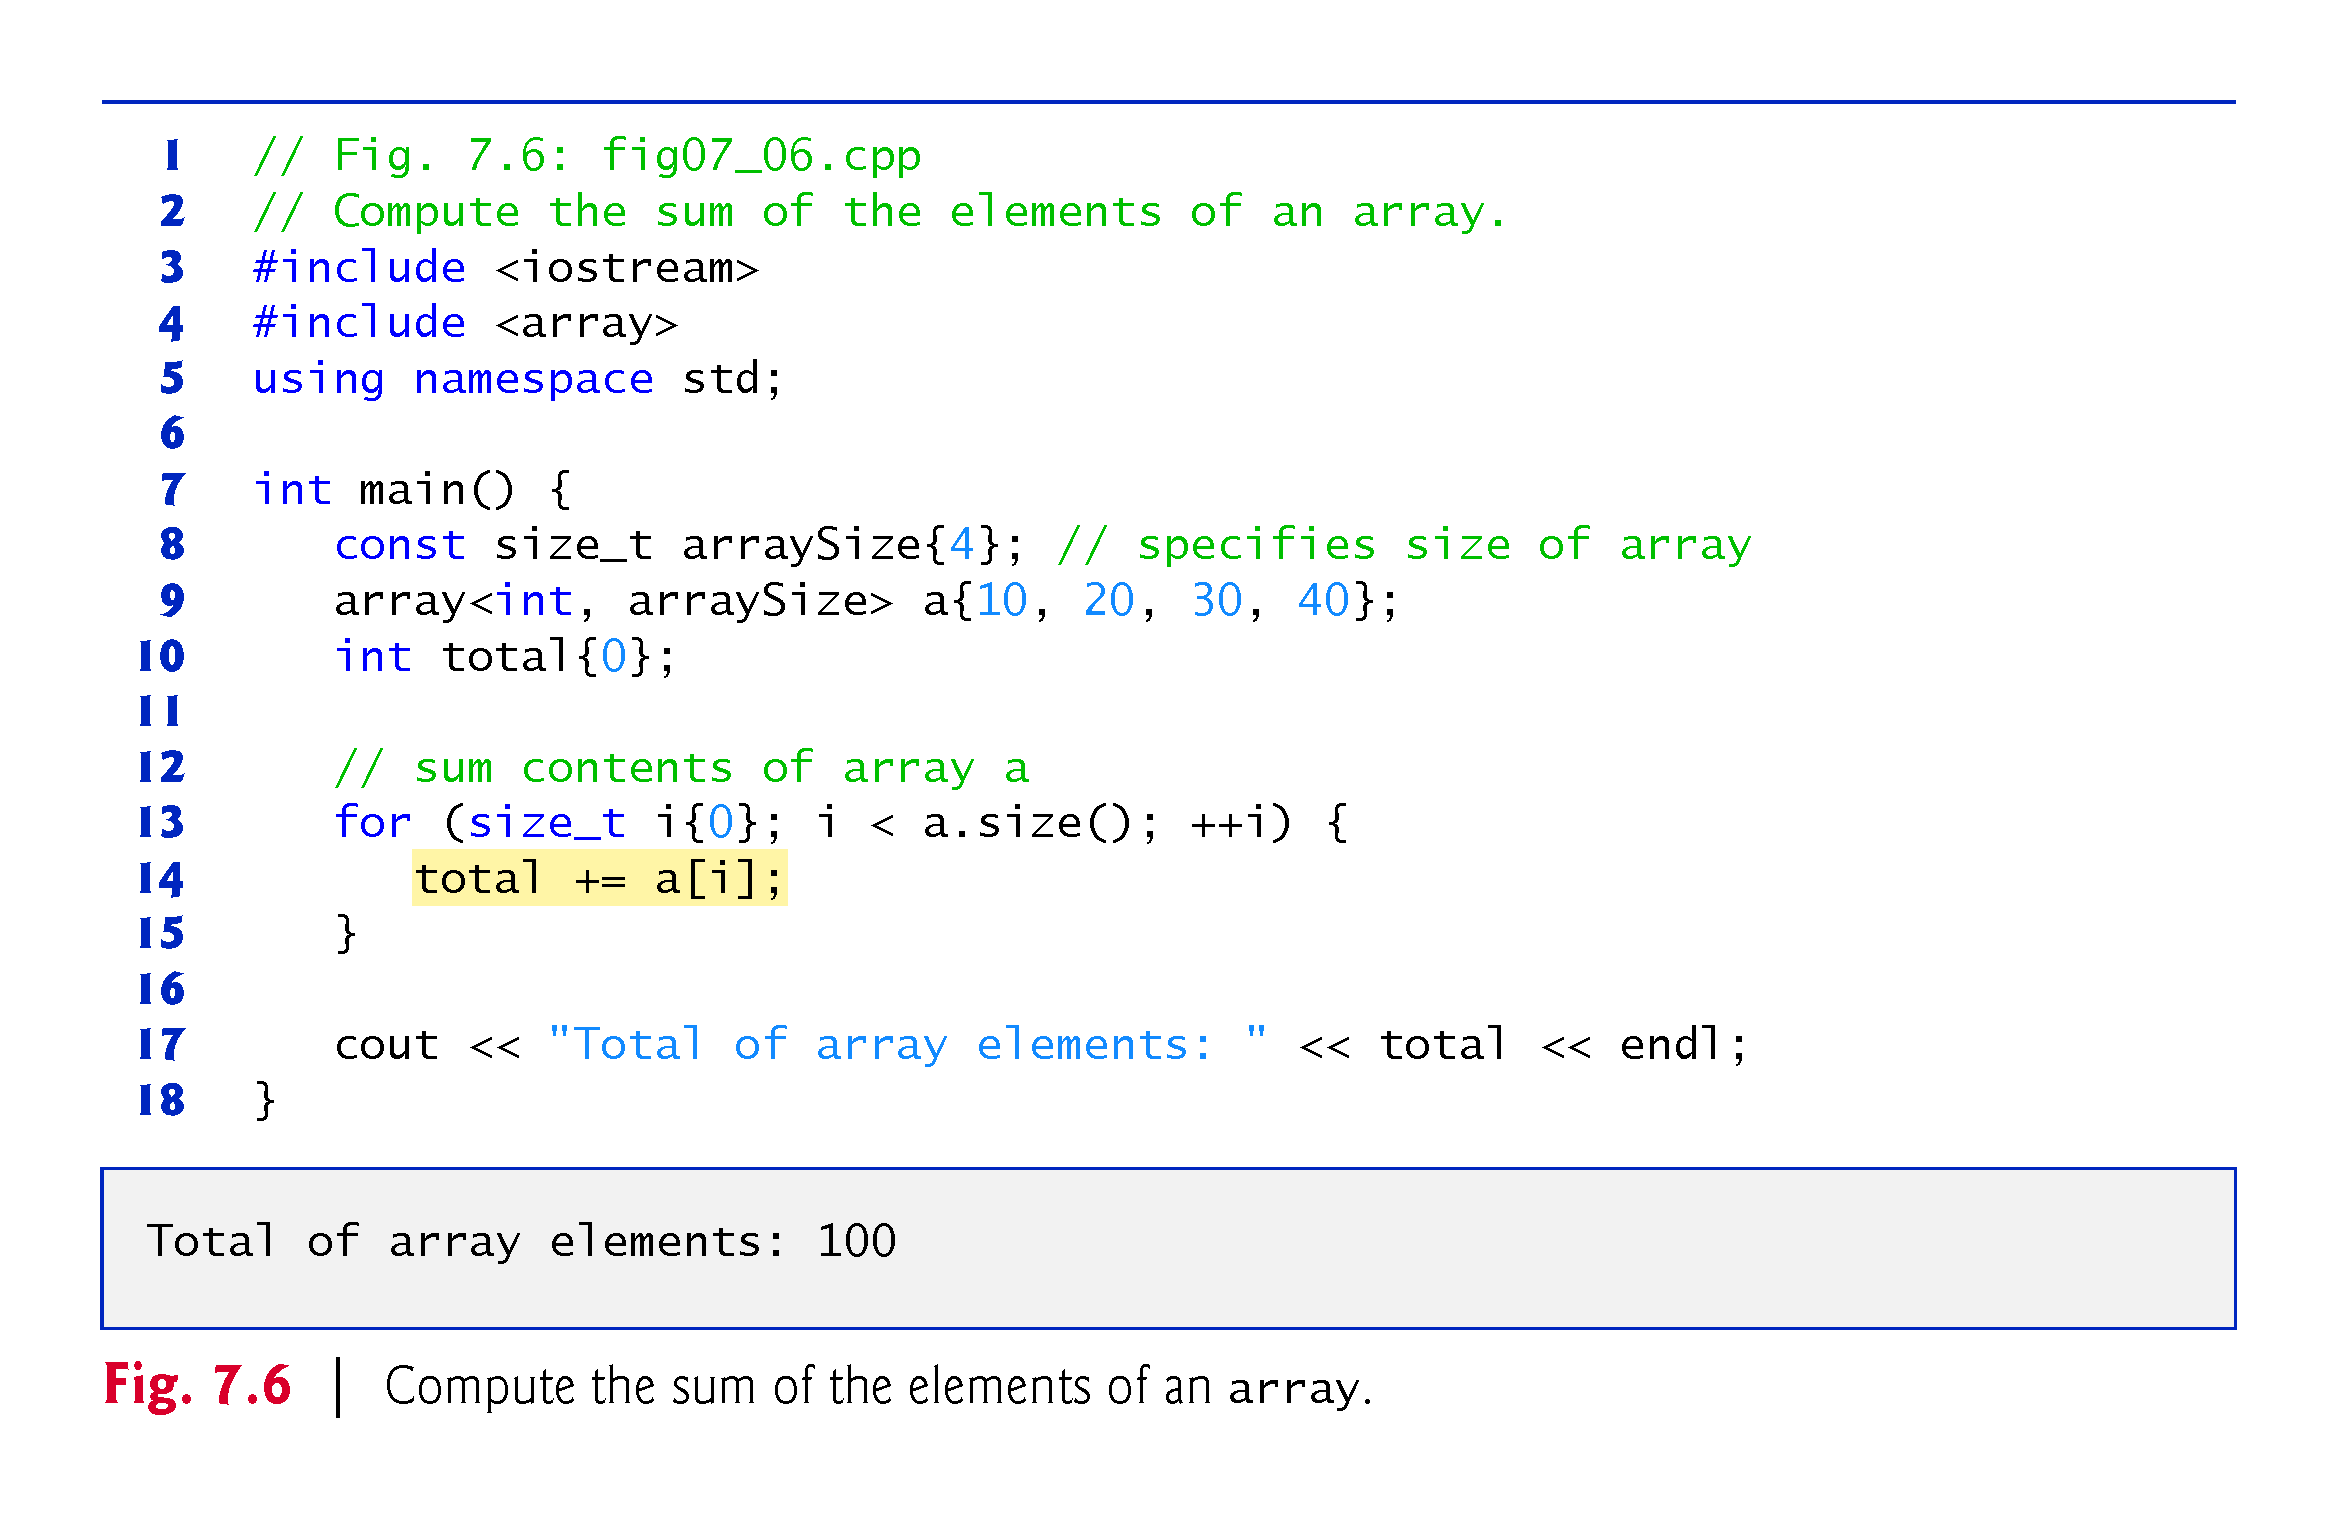 1 // Fig. 7.6: fig07_06.cpp
2 // Compute the sum of the elements of an array.
3 #include <iostream>
4 #include <array>
5 using namespace std;
6
7 int main() {
8    const size_t arraySize{4}; // specifies size of array
9    array<int, arraySize> a{10, 20, 30, 40};
10    int total{0};
11
12    // sum contents of array a
13    for (size_t i{0}; i < a.size(); ++i) {
14       total += a[i];
15    }
16
17    cout << "Total of array elements: " << total << endl;
18 }
Total of array elements: 100
Fig. 7.6 | Compute the sum of the elements of an array.